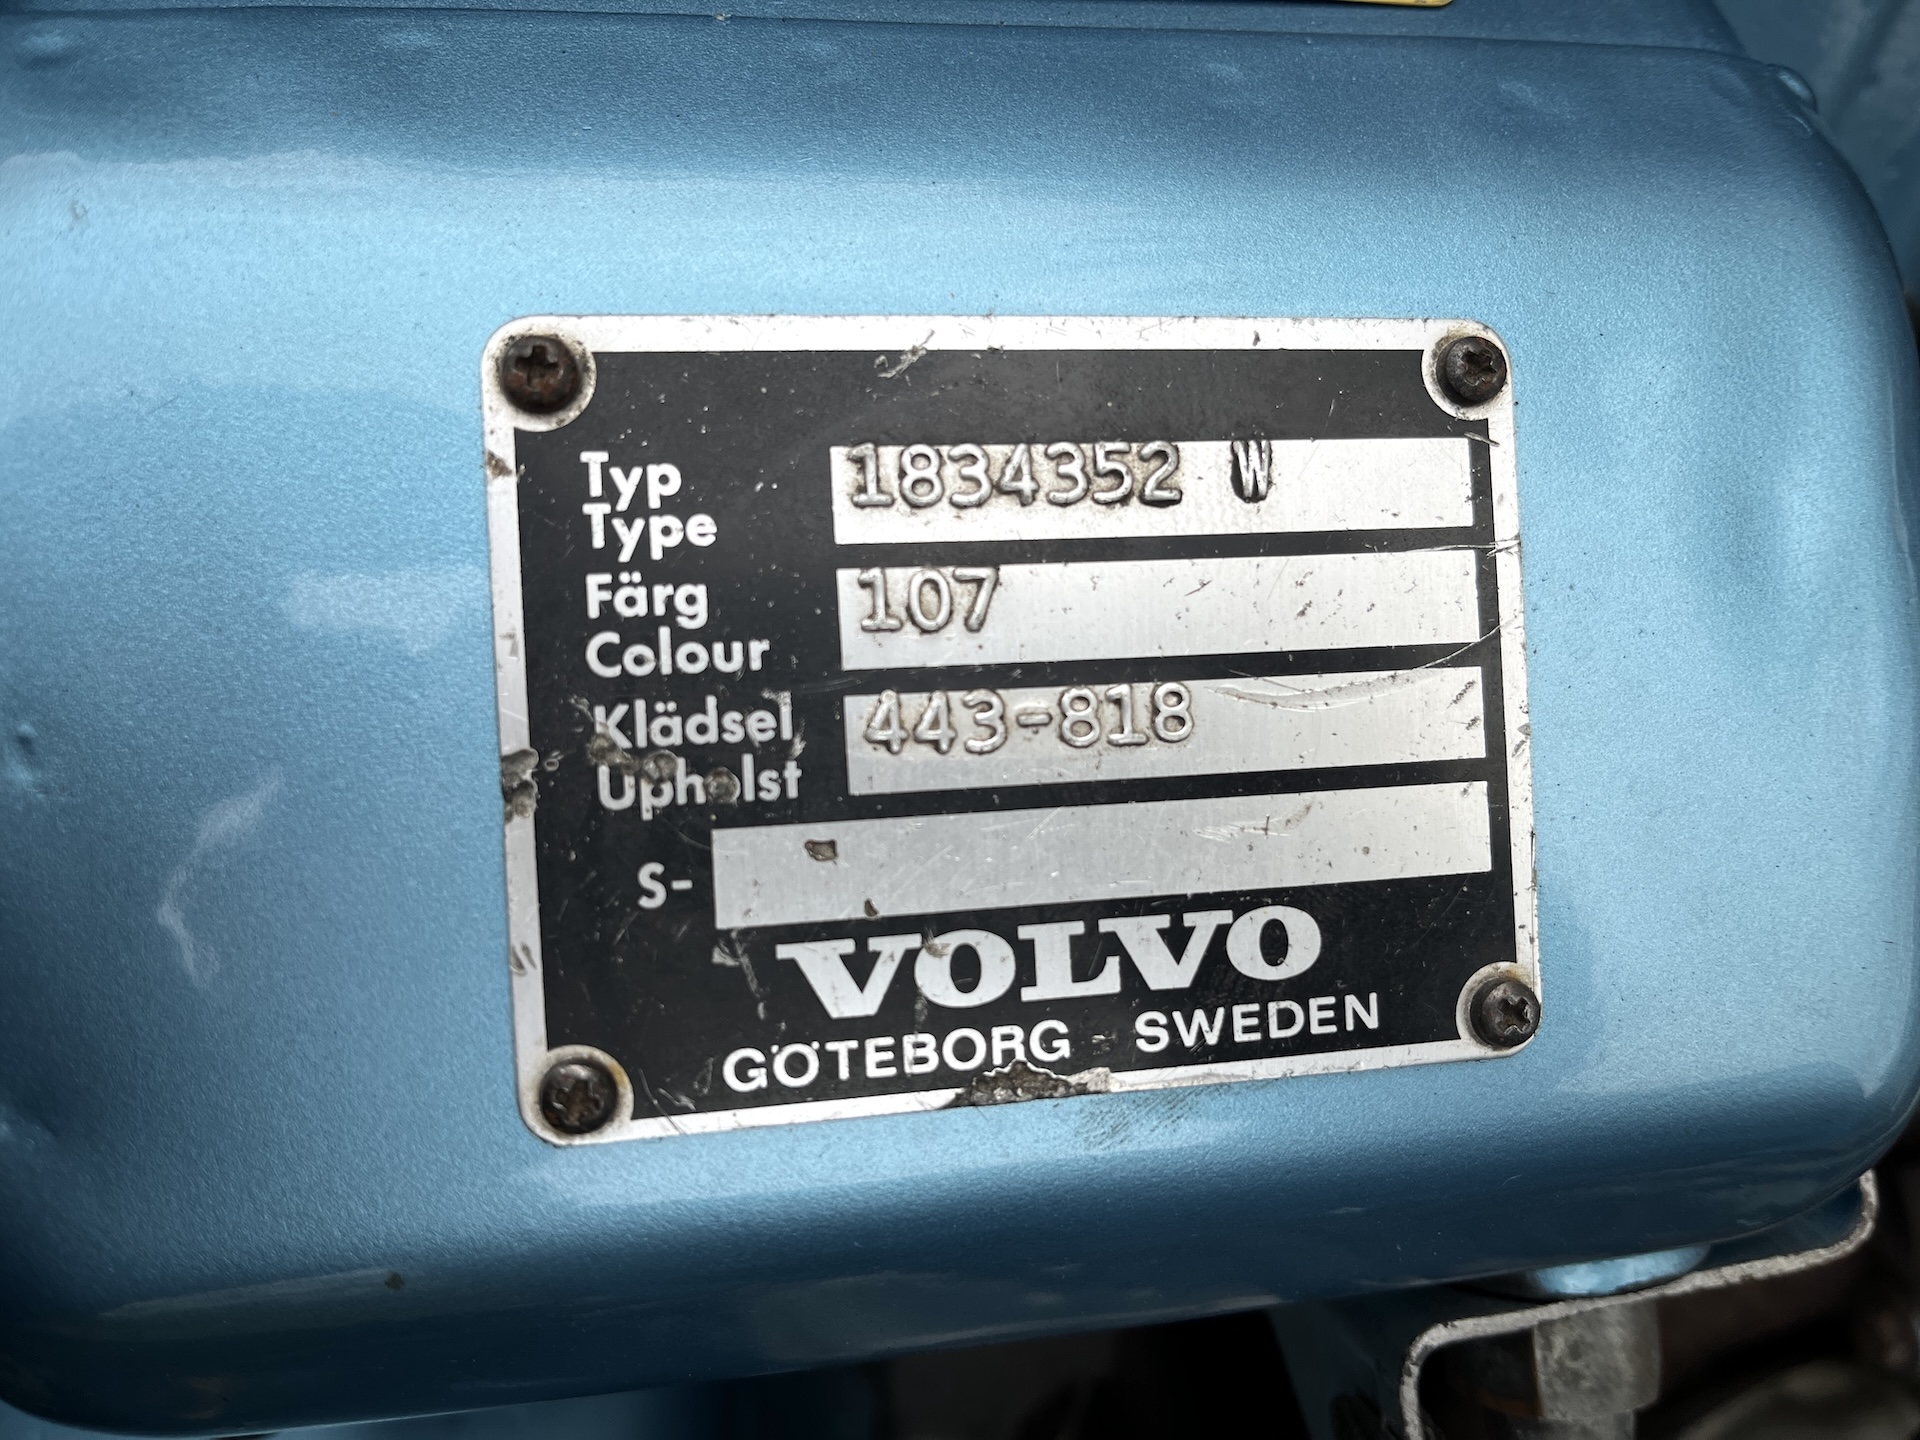 Typ 1834352 W
Type
Färg 107
Colour
Klädsel 443-818
Upholst
S-
VOLVO
GÖTEBORG - SWEDEN